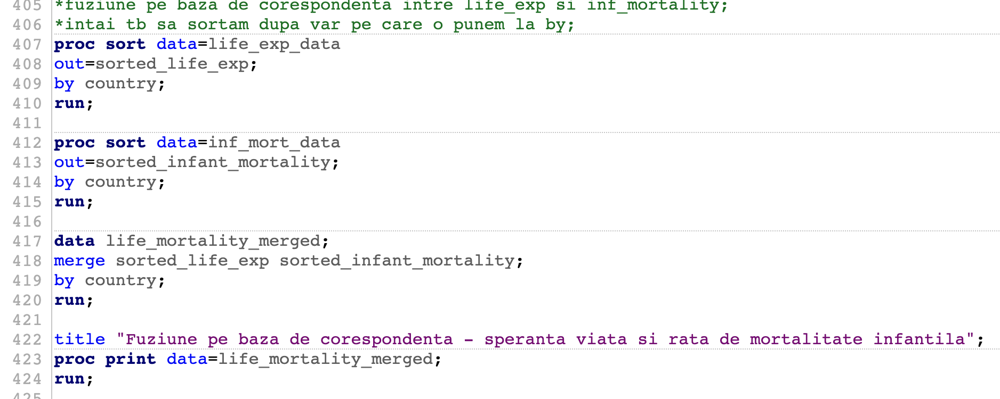 405 *fuziune pe baza de corespondenta intre life_exp si inf_mortality;
406 *intai tb sa sortam dupa var pe care o punem la by;
407 proc sort data=life_exp_data
408 out=sorted_life_exp;
409 by country;
410 run;
411
412 proc sort data=inf_mort_data
413 out=sorted_infant_mortality;
414 by country;
415 run;
416
417 data life_mortality_merged;
418 merge sorted_life_exp sorted_infant_mortality;
419 by country;
420 run;
421
422 title "Fuziune pe baza de corespondenta - speranta viata si rata de mortalitate infantila";
423 proc print data=life_mortality_merged;
424 run;
425